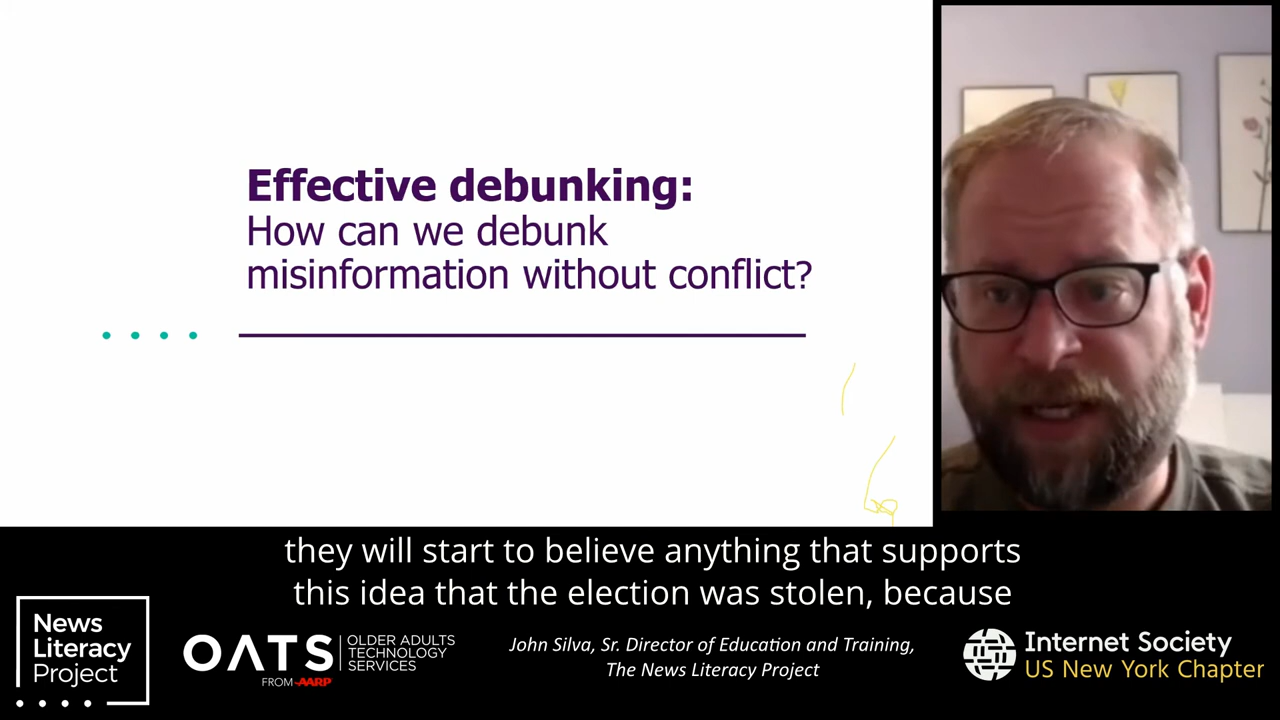 Effective debunking:
How can we debunk
misinformation without conflict?
they will start to believe anything that supports
this idea that the election was stolen, because
News
Literacy
Project
OATS
OLDER ADULTS
TECHNOLOGY
SERVICES
FROM AARP
John Silva, Sr. Director of Education and Training,
The News Literacy Project
Internet Society
US New York Chapter